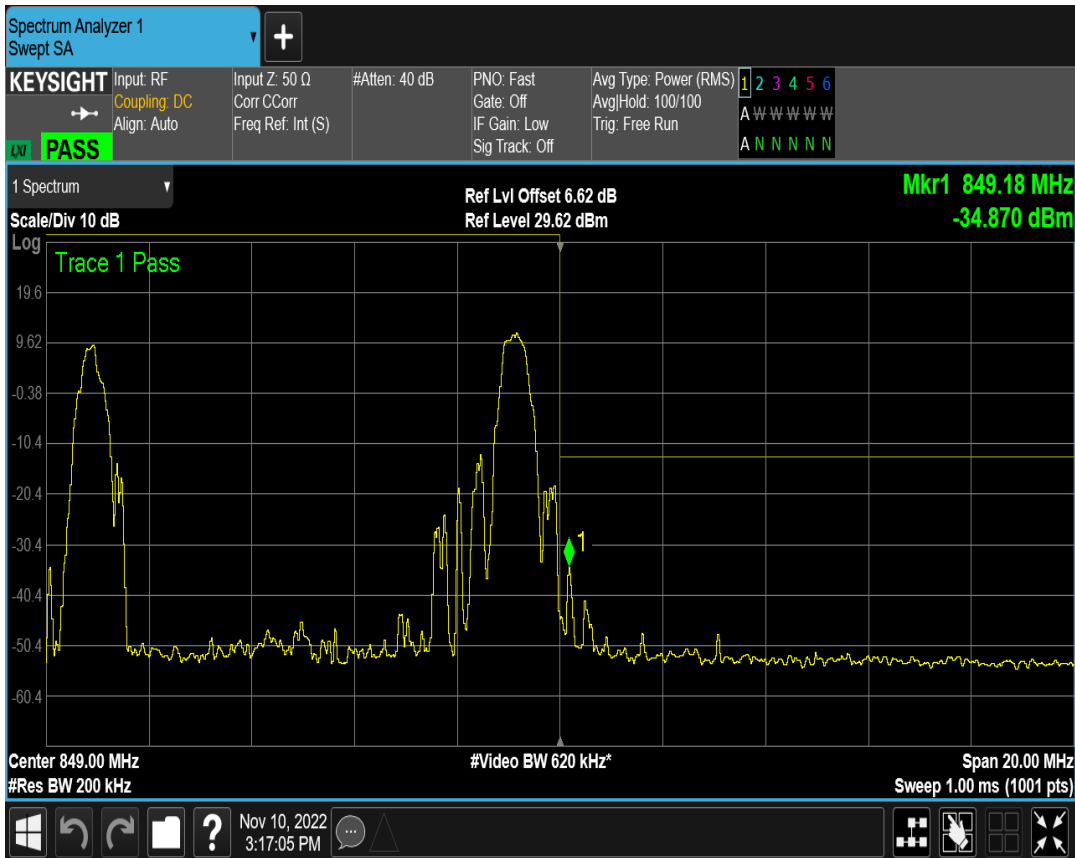 Spectrum Analyzer 1
Swept SA
+
KEYSIGHT
LXI PASS
Input: RF
Coupling: DC
Align: Auto
Input Z: 50 Ω
Corr CCorr
Freq Ref: Int (S)
#Atten: 40 dB
PNO: Fast
Gate: Off
IF Gain: Low
Sig Track: Off
Avg Type: Power (RMS)
Avg|Hold: 100/100
Trig: Free Run
1 2 3 4 5 6
A W W W W W
A N N N N N
1 Spectrum
Scale/Div 10 dB
Ref Lvl Offset 6.62 dB
Ref Level 29.62 dBm
Mkr1 849.18 MHz
-34.870 dBm
Log
Trace 1 Pass
19.6
9.62
-0.38
-10.4
-20.4
-30.4
-40.4
-50.4
-60.4
1
Center 849.00 MHz
#Video BW 620 kHz*
Span 20.00 MHz
#Res BW 200 kHz
Sweep 1.00 ms (1001 pts)
?
Nov 10, 2022
3:17:05 PM